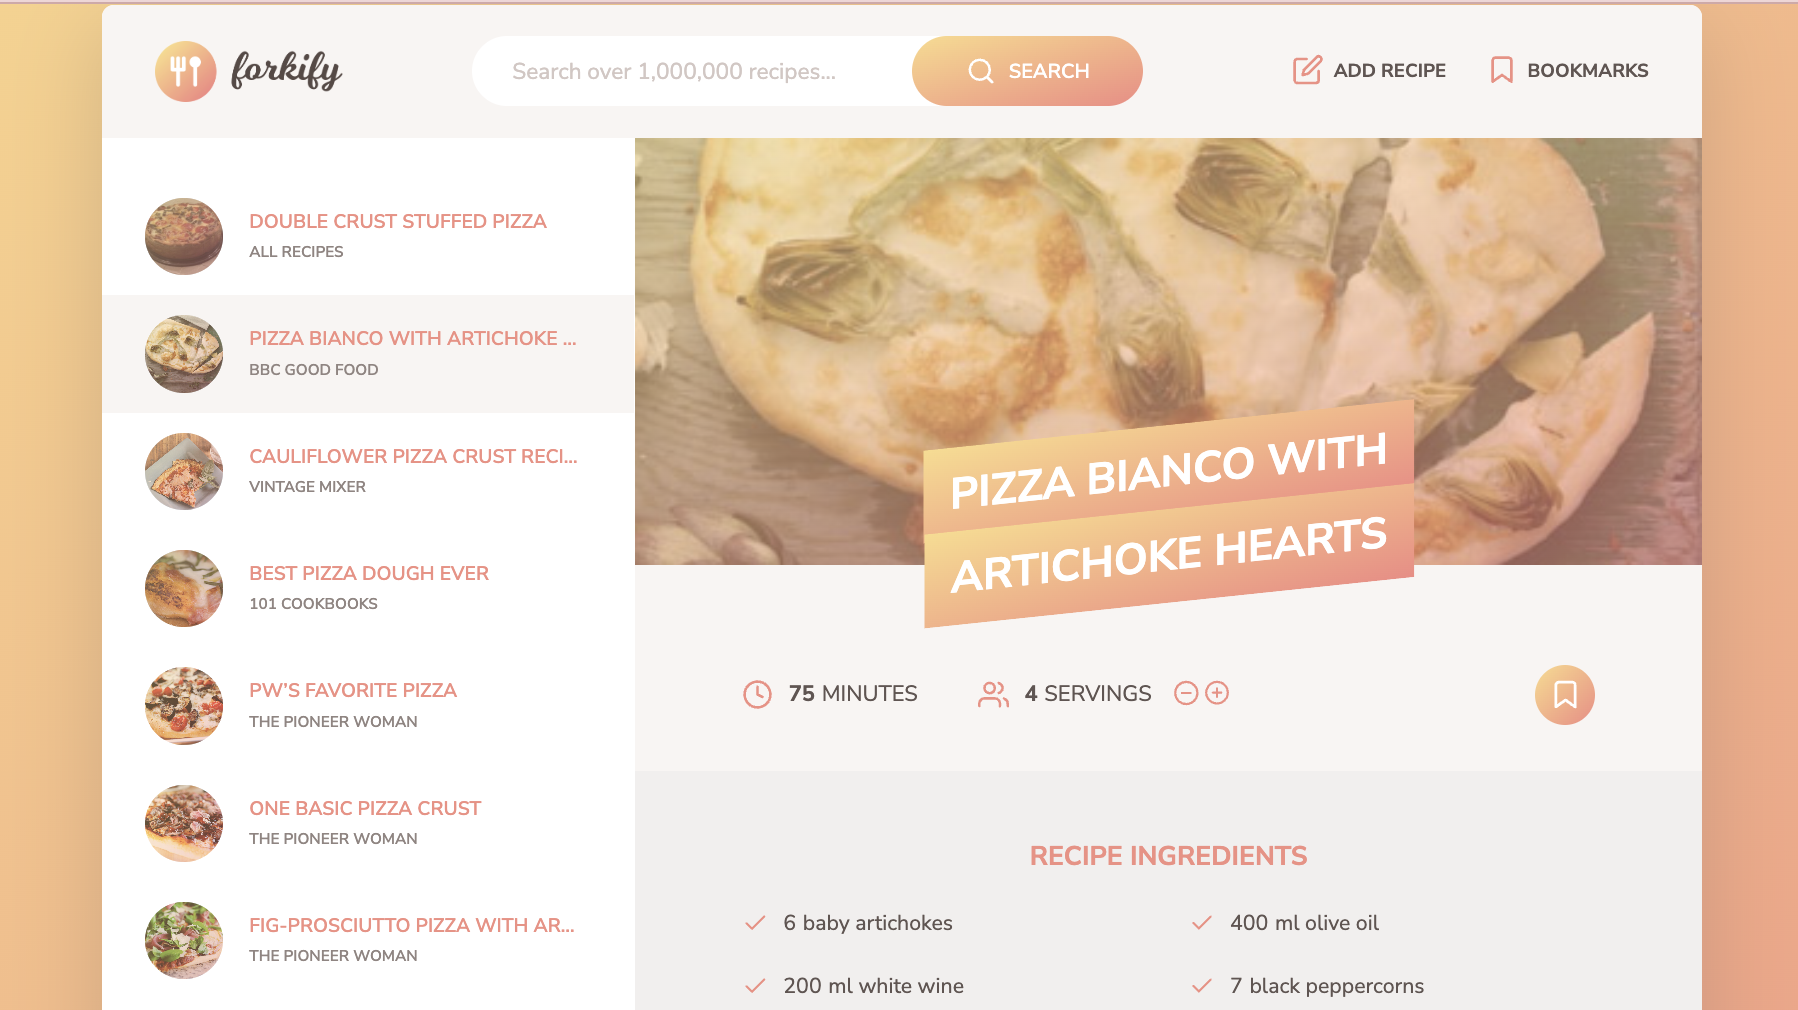 forkify
Search over 1,000,000 recipes...
SEARCH
ADD RECIPE
BOOKMARKS
DOUBLE CRUST STUFFED PIZZA
ALL RECIPES
PIZZA BIANCO WITH ARTICHOKE ...
BBC GOOD FOOD
CAULIFLOWER PIZZA CRUST RECI...
VINTAGE MIXER
BEST PIZZA DOUGH EVER
101 COOKBOOKS
PW'S FAVORITE PIZZA
THE PIONEER WOMAN
ONE BASIC PIZZA CRUST
THE PIONEER WOMAN
FIG-PROSCIUTTO PIZZA WITH AR...
THE PIONEER WOMAN
PIZZA BIANCO WITH
ARTICHOKE HEARTS
75 MINUTES
4 SERVINGS
RECIPE INGREDIENTS
6 baby artichokes
400 ml olive oil
200 ml white wine
7 black peppercorns